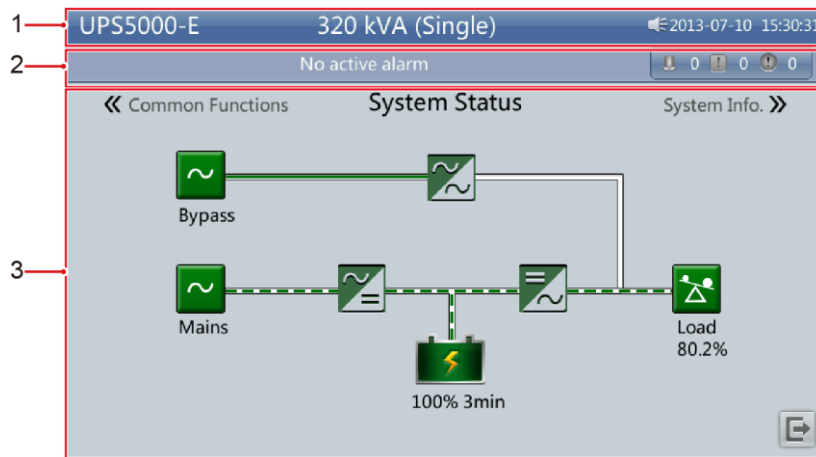 1
UPS5000-E 320 kVA (Single) 2013-07-10 15:30:31
2
No active alarm 0 0 0
Common Functions System Status System Info.
Bypass
3
Mains
Load
80.2%
100% 3min